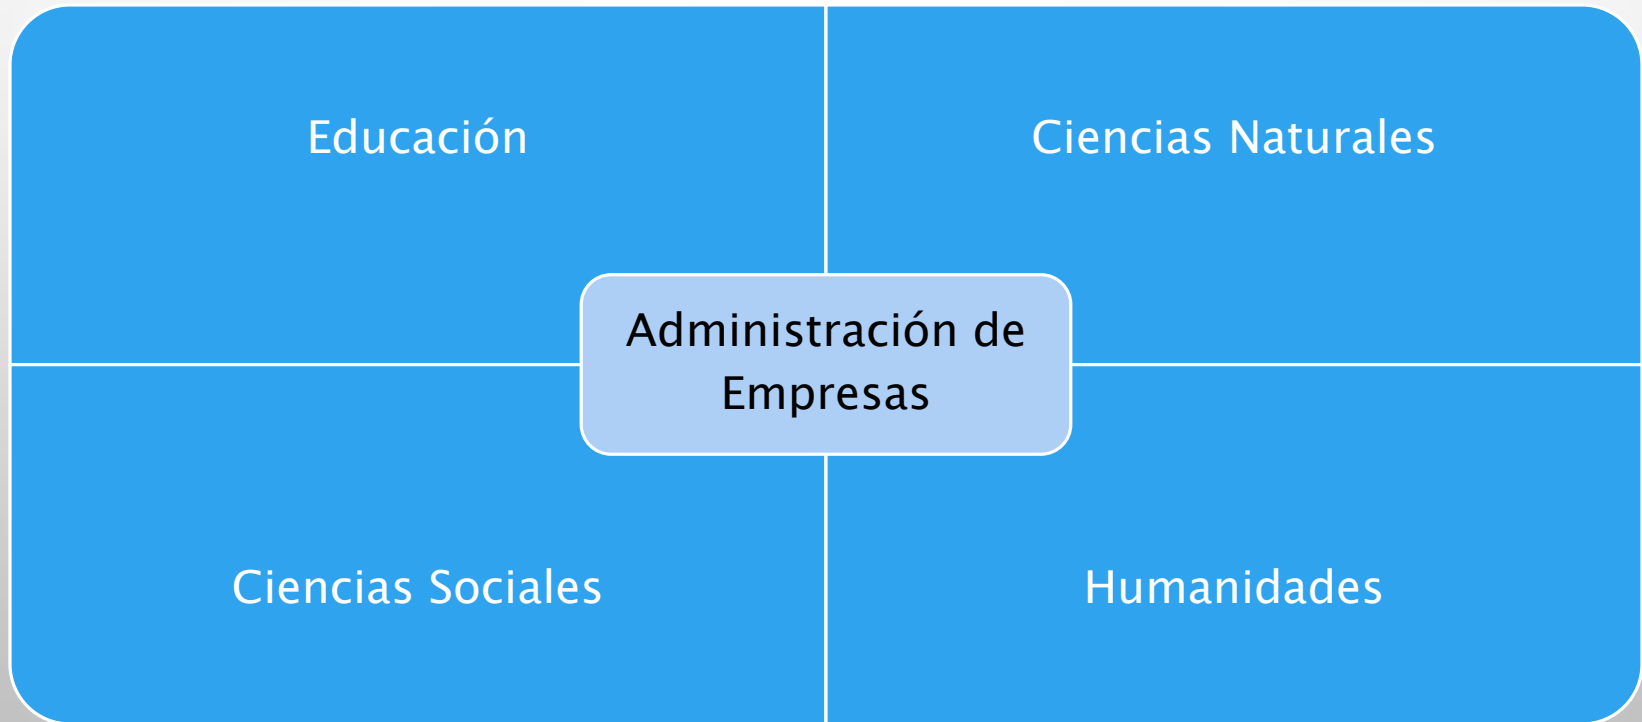 Educación
Ciencias Naturales
Administración de
Empresas
Ciencias Sociales
Humanidades